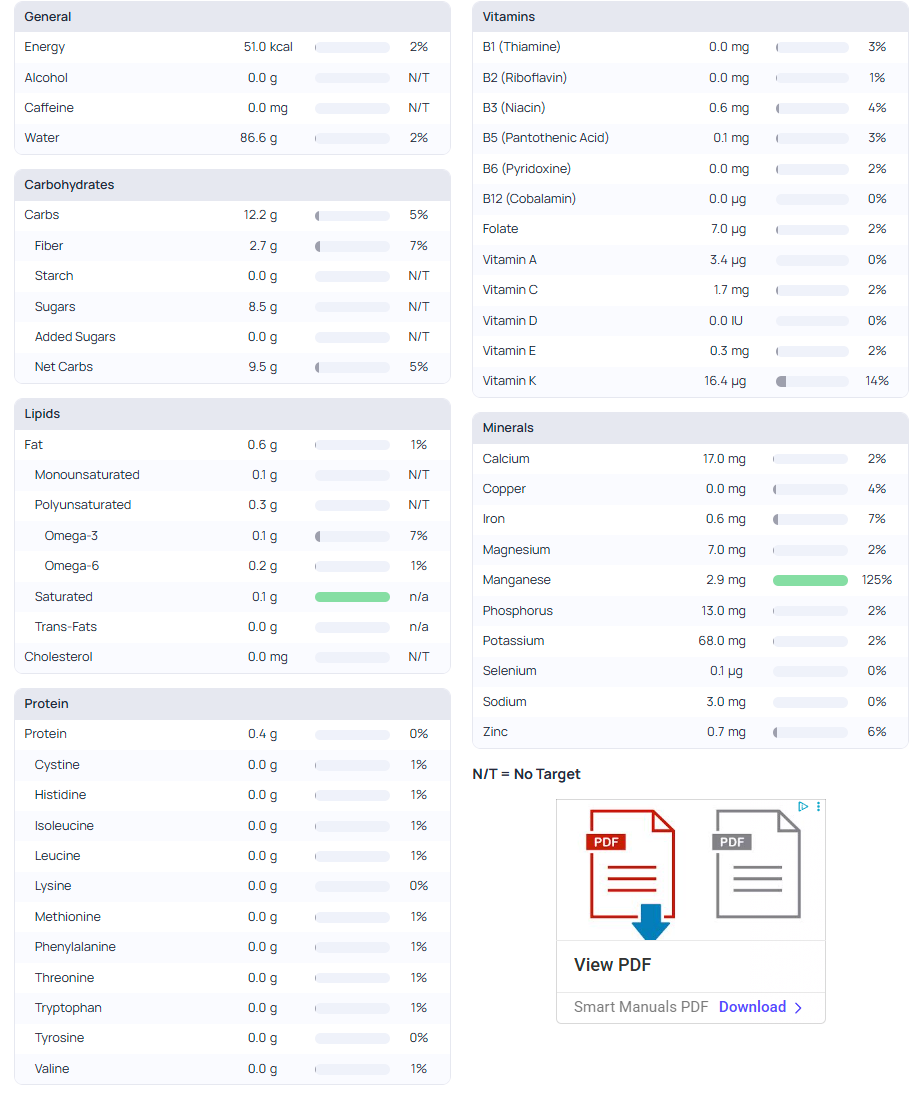 General
Energy 51.0 kcal 2%
Alcohol 0.0 g N/T
Caffeine 0.0 mg N/T
Water 86.6 g 2%
Carbohydrates
Carbs 12.2 g 5%
Fiber 2.7 g 7%
Starch 0.0 g N/T
Sugars 8.5 g N/T
Added Sugars 0.0 g N/T
Net Carbs 9.5 g 5%
Lipids
Fat 0.6 g 1%
Monounsaturated 0.1 g N/T
Polyunsaturated 0.3 g N/T
Omega-3 0.1 g 7%
Omega-6 0.2 g 1%
Saturated 0.1 g n/a
Trans-Fats 0.0 g n/a
Cholesterol 0.0 mg N/T
Protein
Protein 0.4 g 0%
Cystine 0.0 g 1%
Histidine 0.0 g 1%
Isoleucine 0.0 g 1%
Leucine 0.0 g 1%
Lysine 0.0 g 0%
Methionine 0.0 g 1%
Phenylalanine 0.0 g 1%
Threonine 0.0 g 1%
Tryptophan 0.0 g 1%
Tyrosine 0.0 g 0%
Valine 0.0 g 1%
Vitamins
B1 (Thiamine) 0.0 mg 3%
B2 (Riboflavin) 0.0 mg 1%
B3 (Niacin) 0.6 mg 4%
B5 (Pantothenic Acid) 0.1 mg 3%
B6 (Pyridoxine) 0.0 mg 2%
B12 (Cobalamin) 0.0 µg 0%
Folate 7.0 µg 2%
Vitamin A 3.4 µg 0%
Vitamin C 1.7 mg 2%
Vitamin D 0.0 IU 0%
Vitamin E 0.3 mg 2%
Vitamin K 16.4 µg 14%
Minerals
Calcium 17.0 mg 2%
Copper 0.0 mg 4%
Iron 0.6 mg 7%
Magnesium 7.0 mg 2%
Manganese 2.9 mg 125%
Phosphorus 13.0 mg 2%
Potassium 68.0 mg 2%
Selenium 0.1 µg 0%
Sodium 3.0 mg 0%
Zinc 0.7 mg 6%
N/T = No Target
PDF PDF
View PDF
Smart Manuals PDF Download